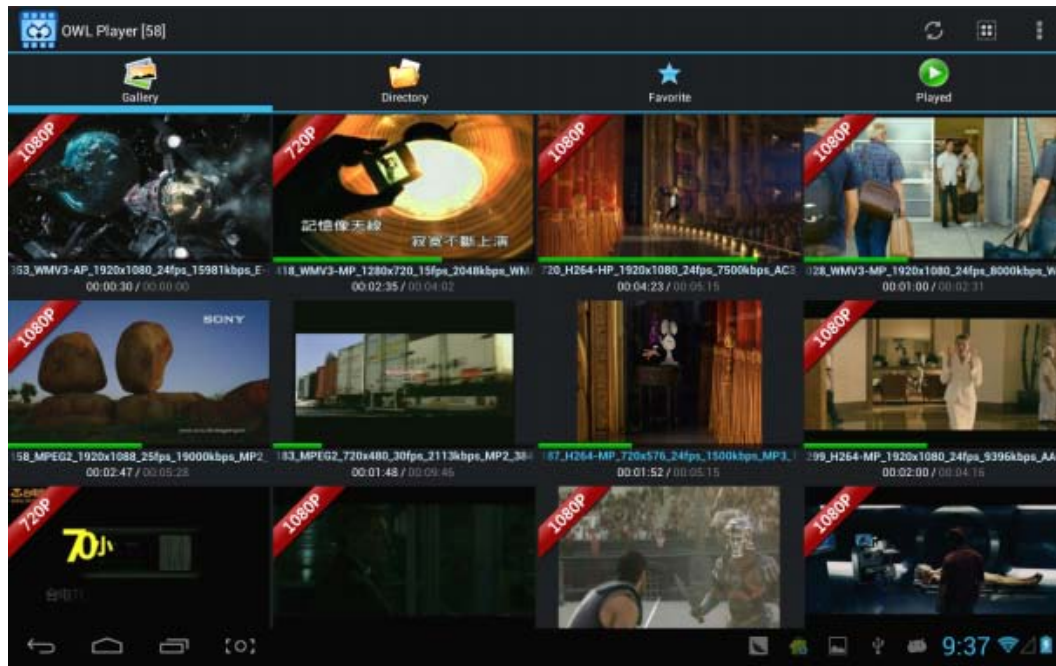 OWL Player [58]
Gallery
Directory
Favorite
Played
1080P
720P
1080P
1080P
記憶像天線
寂寞不斷上演
353_WMV3-AP_1920x1080_24fps_15981kbps_E-
418_WMV3-MP_1280x720_15fps_2048kbps_WMA
720_H264-HP_1920x1080_24fps_7500kbps_AC3
028_WMV3-MP_1920x1080_24fps_8000kbps_W
00:00:30 / 00:00:00
00:02:35 / 00:04:02
00:04:23 / 00:05:15
00:01:00 / 00:02:31
1080P
SONY
1080P
158_MPEG2_1920x1088_25fps_19000kbps_MP2_
183_MPEG2_720x480_30fps_2113kbps_MP2_384
187_H264-MP_720x576_24fps_1500kbps_MP3_1
299_H264-MP_1920x1080_24fps_9396kbps_AA
00:02:47 / 00:05:28
00:01:48 / 00:09:46
00:01:52 / 00:05:15
00:02:00 / 00:04:16
720P
1080P
1080P
1080P
70小
9:37